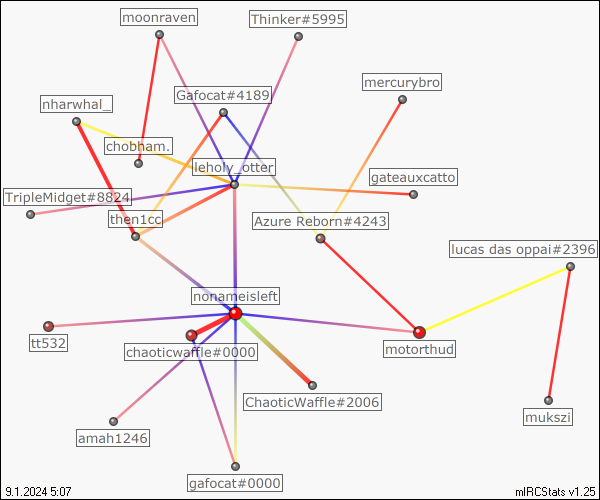 moonraven
Thinker#5995
mercurybro
Gafocat#4189
nharwhal_
chobham.
leholy_otter
gateauxcatto
TripleMidget#8824
then1cc
Azure Reborn#4243
lucas das oppai#2396
nonameisleft
tt532
chaoticwaffle#0000
motorthud
ChaoticWaffle#2006
mukszi
amah1246
gafocat#0000
9.1.2024 5:07
mIRCStats v1.25